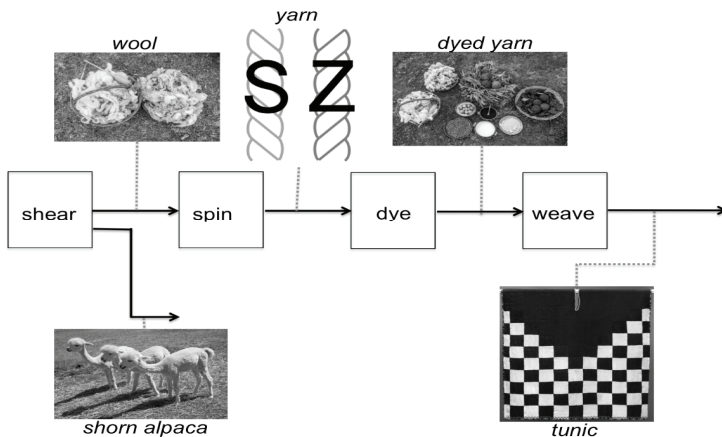 yarn
wool
dyed yarn
S Z
shear
spin
dye
weave
shorn alpaca
tunic